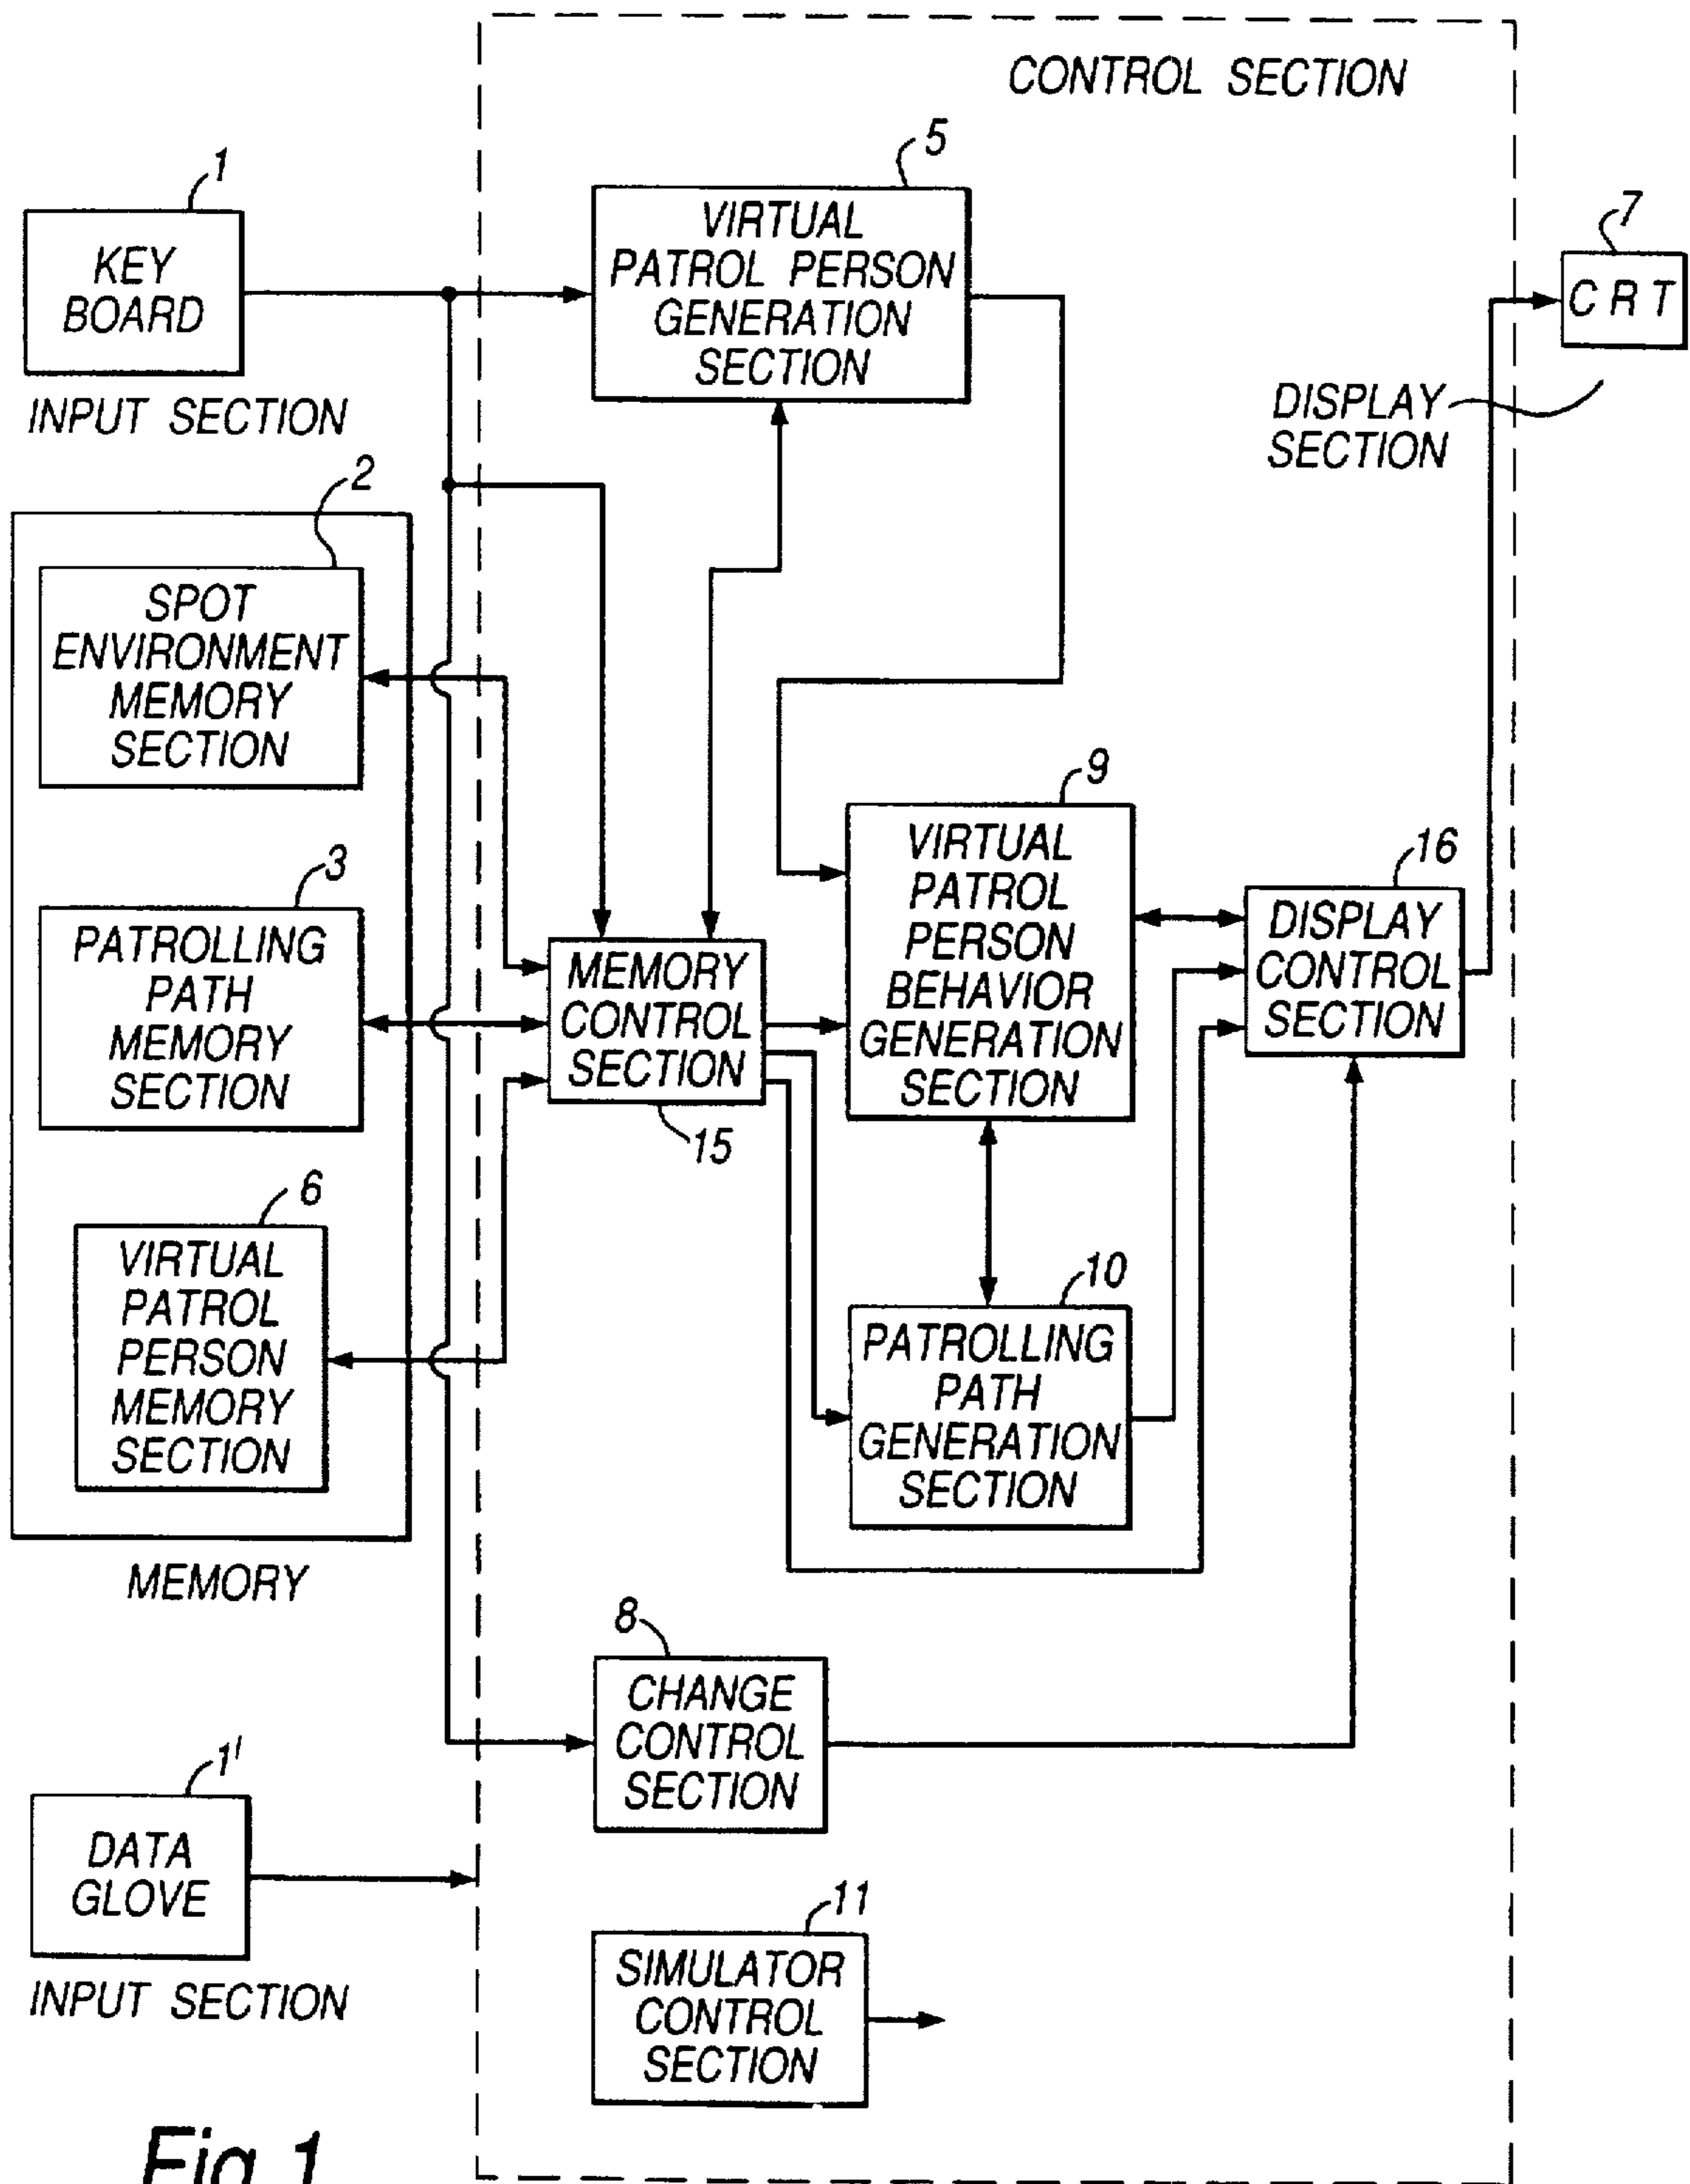 CONTROL SECTION
1
KEY
BOARD
INPUT SECTION
5
VIRTUAL
PATROL PERSON
GENERATION
SECTION
7
CRT
DISPLAY
SECTION
2
SPOT
ENVIRONMENT
MEMORY
SECTION
3
PATROLLING
PATH
MEMORY
SECTION
6
VIRTUAL
PATROL
PERSON
MEMORY
SECTION
MEMORY
MEMORY
CONTROL
SECTION
15
9
VIRTUAL
PATROL
PERSON
BEHAVIOR
GENERATION
SECTION
16
DISPLAY
CONTROL
SECTION
10
PATROLLING
PATH
GENERATION
SECTION
8
CHANGE
CONTROL
SECTION
1'
DATA
GLOVE
INPUT SECTION
11
SIMULATOR
CONTROL
SECTION
Fig 1